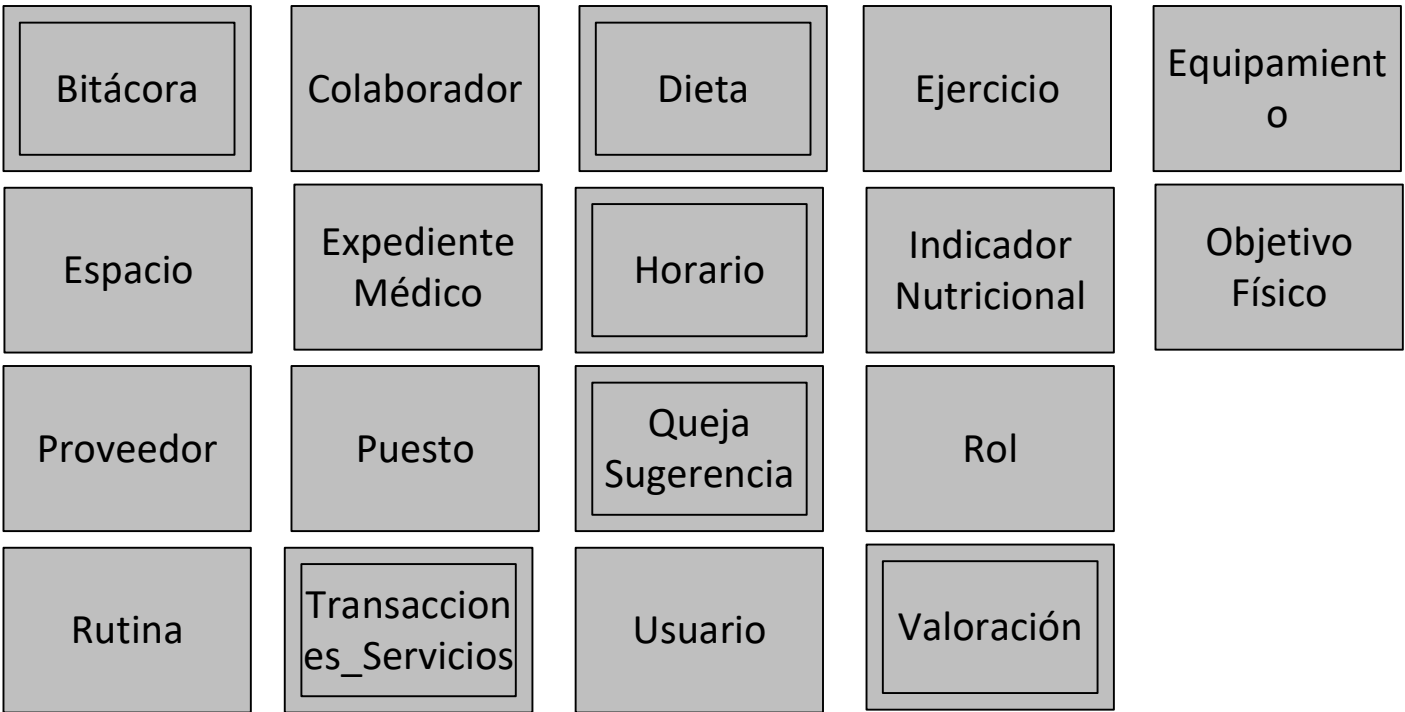 Bitácora
Colaborador
Dieta
Ejercicio
Equipamient
o
Espacio
Expediente
Médico
Horario
Indicador
Nutricional
Objetivo
Físico
Proveedor
Puesto
Queja
Sugerencia
Rol
Rutina
Transaccion
es_Servicios
Usuario
Valoración